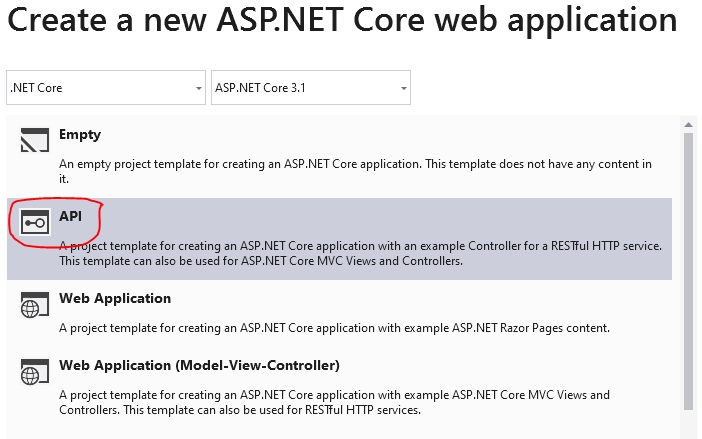 Create a new ASP.NET Core web application
.NET Core
ASP.NET Core 3.1
Empty
An empty project template for creating an ASP.NET Core application. This template does not have any content in
it.
API
A project template for creating an ASP.NET Core application with an example Controller for a RESTful HTTP service.
This template can also be used for ASP.NET Core MVC Views and Controllers.
Web Application
A project template for creating an ASP.NET Core application with example ASP.NET Razor Pages content.
Web Application (Model-View-Controller)
A project template for creating an ASP.NET Core application with example ASP.NET Core MVC Views and
Controllers. This template can also be used for RESTful HTTP services.